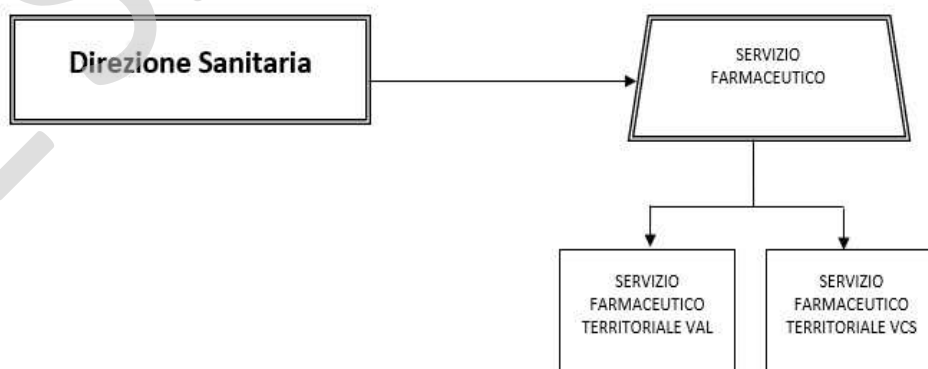 Direzione Sanitaria
SERVIZIO
FARMACEUTICO
SERVIZIO
FARMACEUTICO
TERRITORIALE VAL
SERVIZIO
FARMACEUTICO
TERRITORIALE VCS